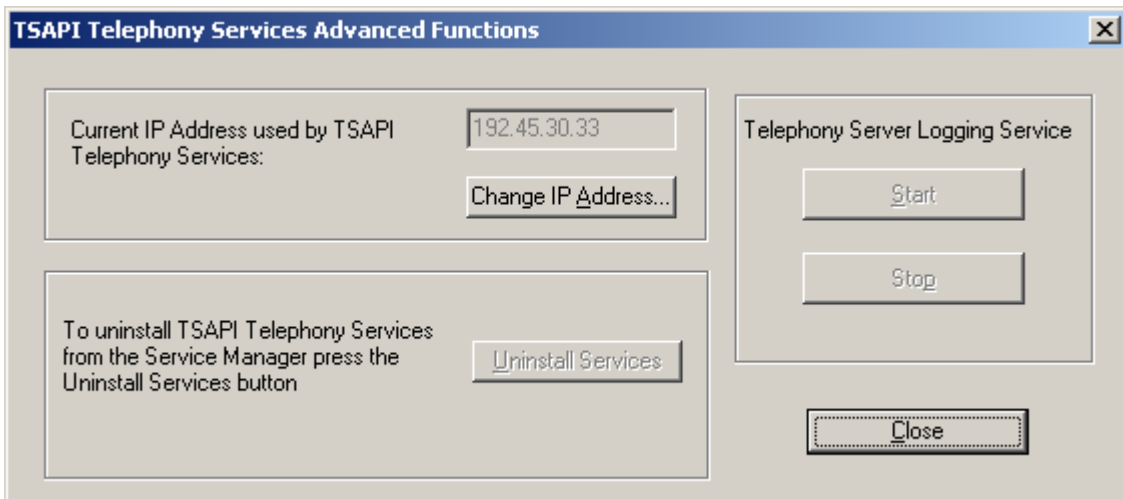 TSAPI Telephony Services Advanced Functions
Current IP Address used by TSAPI
Telephony Services:
192.45.30.33
Change IP Address...
To uninstall TSAPI Telephony Services
from the Service Manager press the
Uninstall Services button
Uninstall Services
Telephony Server Logging Service
Start
Stop
Close